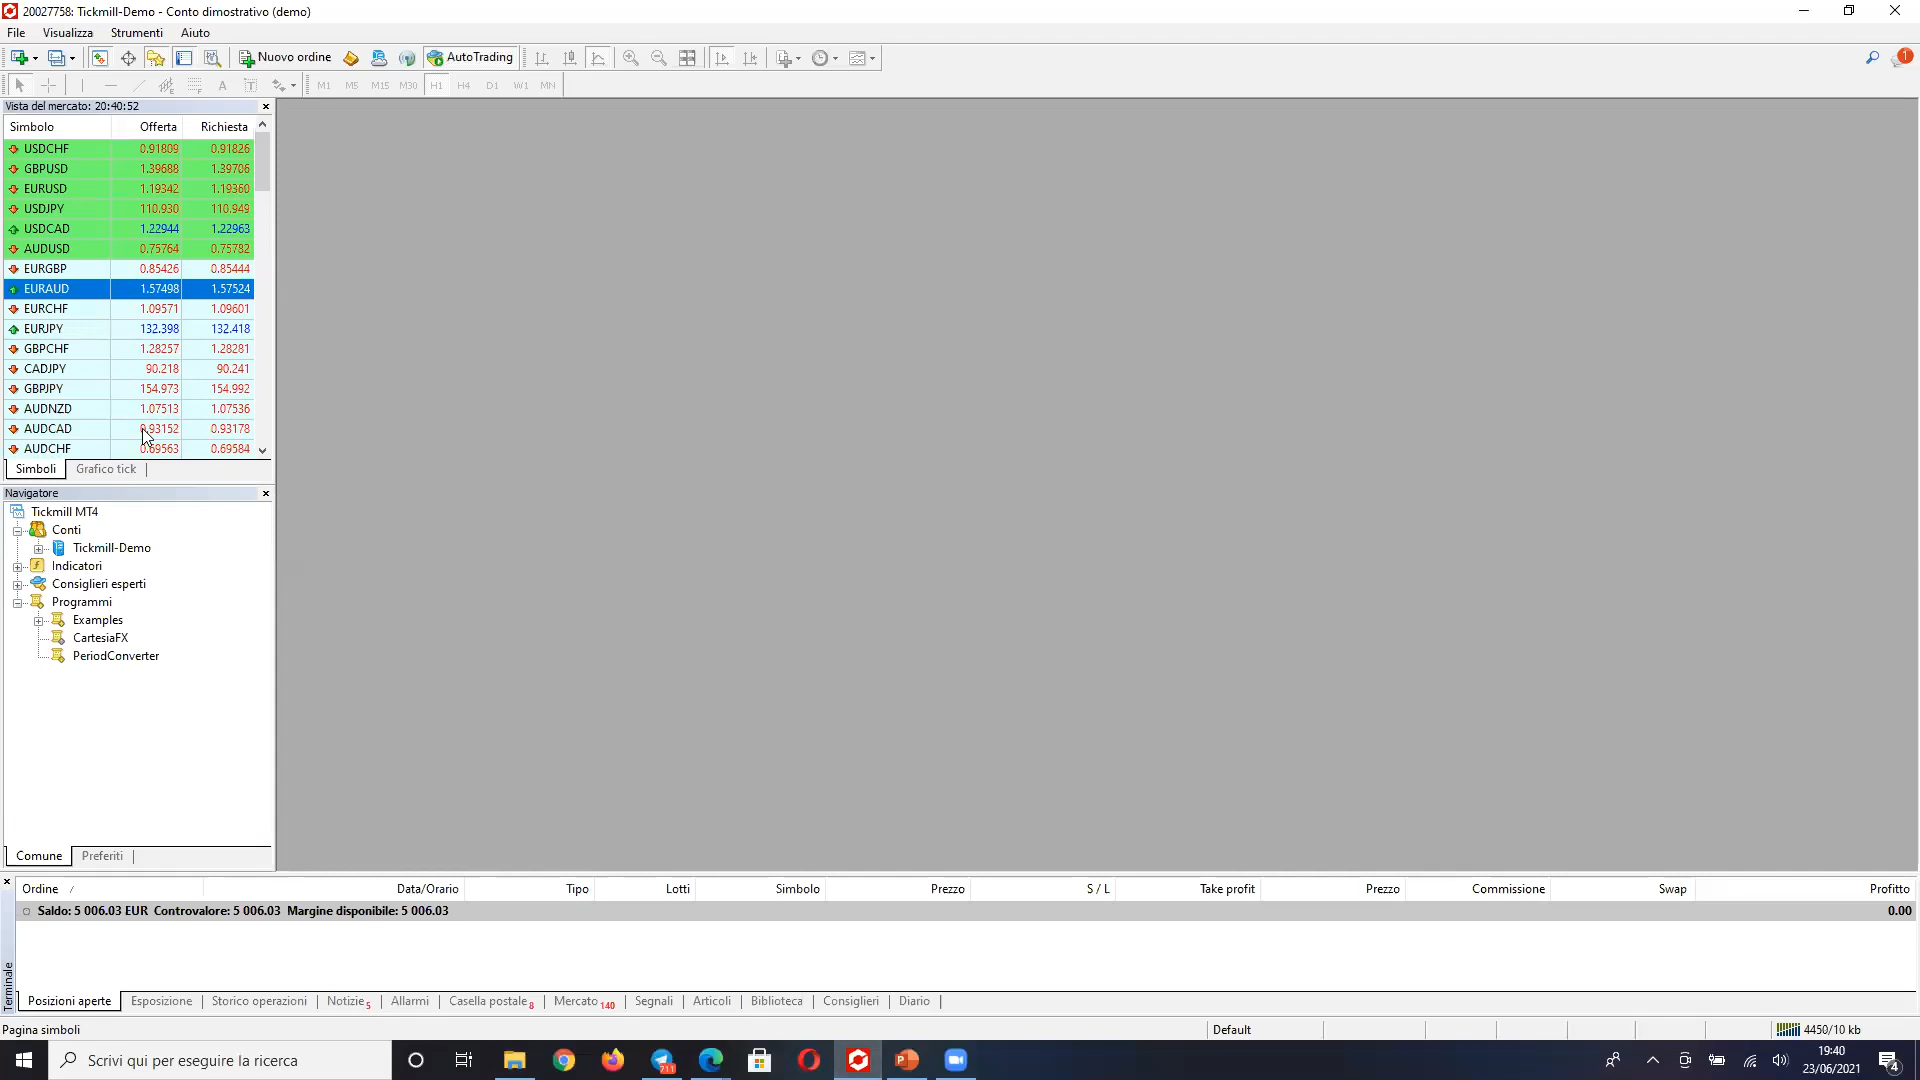 20027758: Tickmill-Demo - Conto dimostrativo (demo)
File Visualizza Strumenti Aiuto
Nuovo ordine AutoTrading 1
A T M1 M5 M15 M30 H1 H4 D1 W1 MN
Vista del mercato: 20:40:52
Simbolo Offerta Richiesta
USDCHF 0.91809 0.91826
GBPUSD 1.39688 1.39706
EURUSD 1.19342 1.19360
USDJPY 110.930 110.949
USDCAD 1.22944 1.22963
AUDUSD 0.75764 0.75782
EURGBP 0.85426 0.85444
EURAUD 1.57498 1.57524
EURCHF 1.09571 1.09601
EURJPY 132.398 132.418
GBPCHF 1.28257 1.28281
CADJPY 90.218 90.241
GBPJPY 154.973 154.992
AUDNZD 1.07513 1.07536
AUDCAD 0.93152 0.93178
AUDCHF 0.69563 0.69584
Simboli Grafico tick
Navigatore
Tickmill MT4
Conti
Tickmill-Demo
Indicatori
Consiglieri esperti
Programmi
Examples
CartesiaFX
PeriodConverter
Comune Preferiti
Ordine / Data/Orario Tipo Lotti Simbolo Prezzo S / L Take profit Prezzo Commissione Swap Profitto
Saldo: 5 006.03 EUR Controvalore: 5 006.03 Margine disponibile: 5 006.03 0.00
Terminale
Posizioni aperte Esposizione Storico operazioni Notizie 5 Allarmi Casella postale 8 Mercato 140 Segnali Articoli Biblioteca Consiglieri Diario
Pagina simboli Default 4450/10 kb
Scrivi qui per eseguire la ricerca 711 19:40
23/06/2021 4